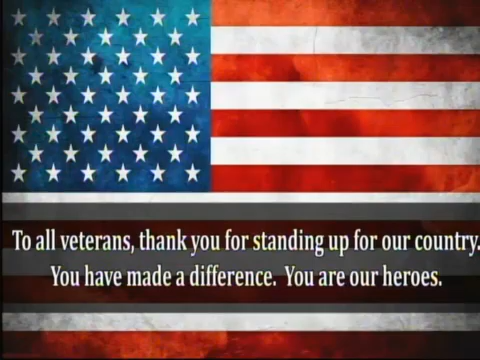 To all veterans, thank you for standing up for our country.
You have made a difference.  You are our heroes.